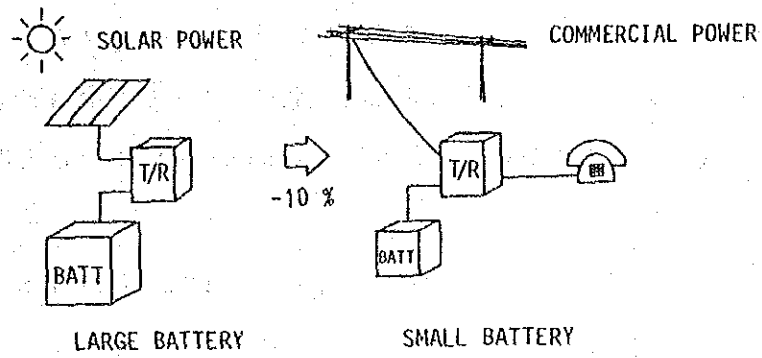 SOLAR POWER
COMMERCIAL POWER
T/R
-10 %
T/R
BATT
BATT
LARGE BATTERY
SMALL BATTERY